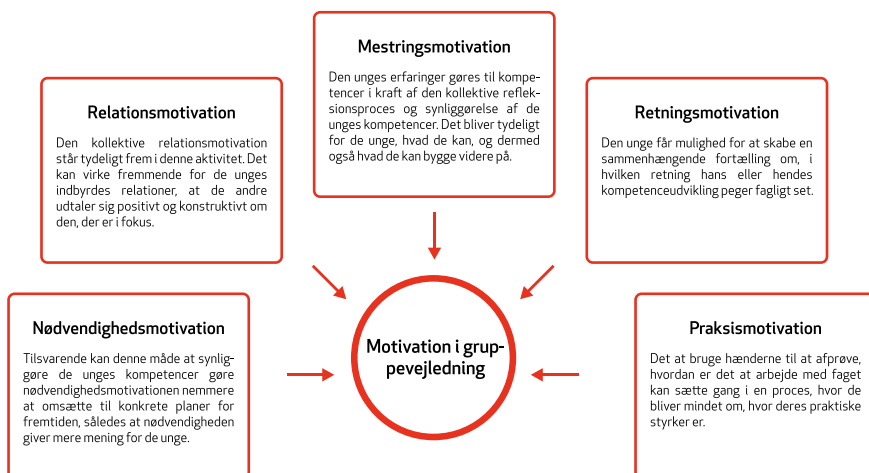 Mestringsmotivation
Den unges erfaringer gøres til kompe-
tencer i kraft af den kollektive reflek-
sionsproces og synliggørelse af de
unges kompetencer. Det bliver tydeligt
for de unge, hvad de kan, og dermed
også hvad de kan bygge videre på.
Relationsmotivation
Den kollektive relationsmotivation
står tydeligt frem i denne aktivitet. Det
kan virke fremmende for de unges
indbyrdes relationer, at de andre
udtaler sig positivt og konstruktivt om
den, der er i fokus.
Retningsmotivation
Den unge får mulighed for at skabe en
sammenhængende fortælling om, i
hvilken retning hans eller hendes
kompetenceudvikling peger fagligt set.
Nødvendighedsmotivation
Tilsvarende kan denne måde at synlig-
gøre de unges kompetencer gøre
nødvendighedsmotivationen nemmere
at omsætte til konkrete planer for
fremtiden, således at nødvendigheden
giver mere mening for de unge.
Motivation i grup-
pevejledning
Praksismotivation
Det at bruge hænderne til at afprøve,
hvordan er det at arbejde med faget
kan sætte gang i en proces, hvor de
bliver mindet om, hvor deres praktiske
styrker er.